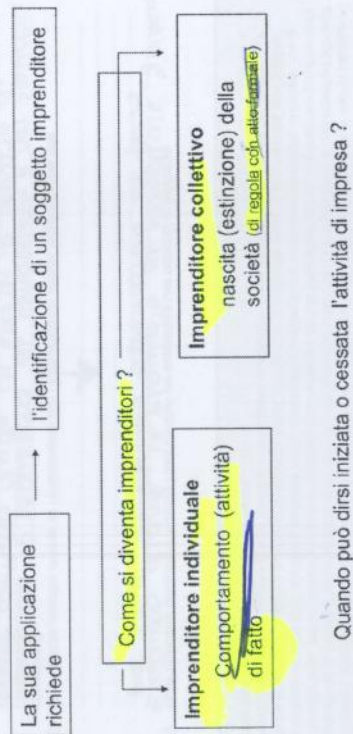 La sua applicazione
richiede
l'identificazione di un soggetto imprenditore
Come si diventa imprenditori ?
Imprenditore individuale
Comportamento (attività)
di fatto
Imprenditore collettivo
nascita (estinzione) della
società (di regola con atto formale)
Quando può dirsi iniziata o cessata l'attività di impresa ?